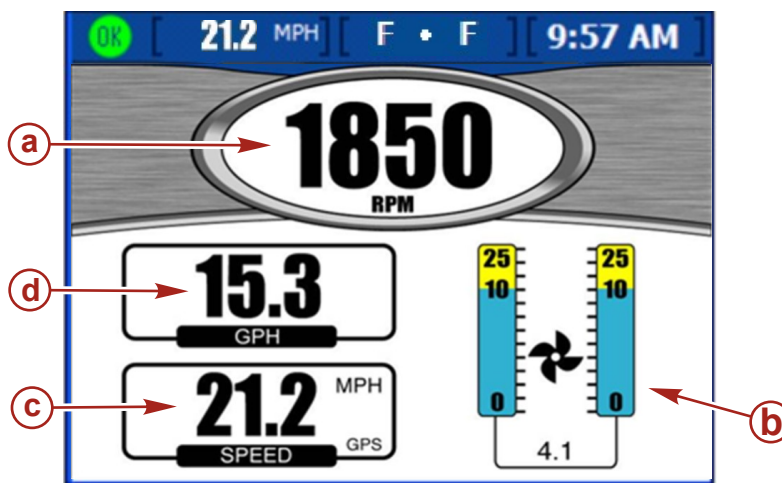 OK [ 21.2 MPH ] [ F • F ] [ 9:57 AM ]
a
1850
RPM
d
15.3
GPH
c
21.2 MPH
GPS
SPEED
25 25
10 10
0 0
4.1
b